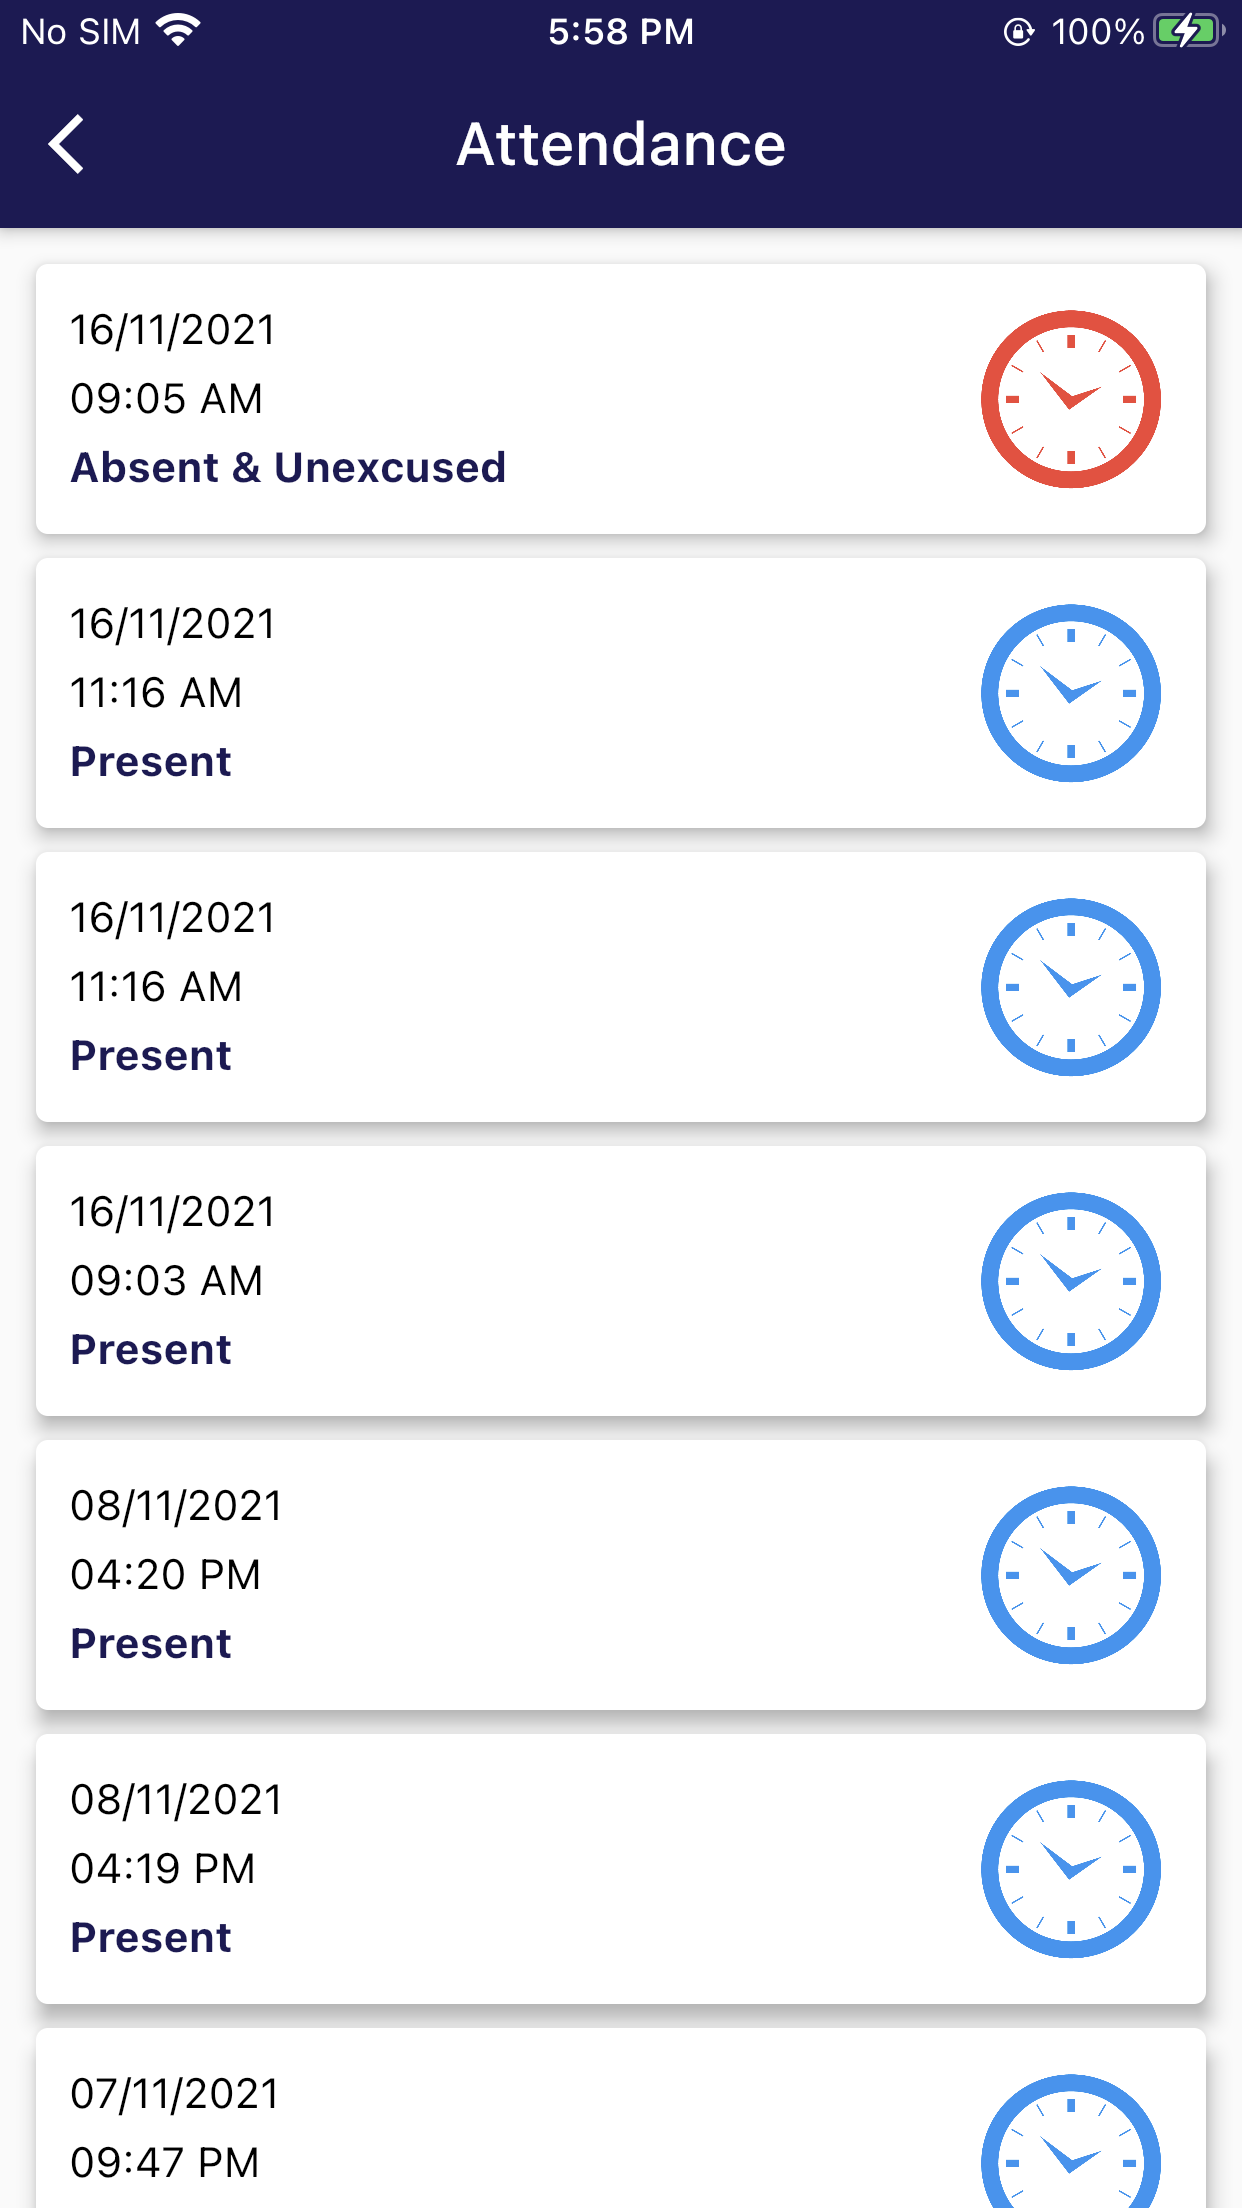 No SIM 5:58 PM 100%
Attendance
16/11/2021
09:05 AM
Absent & Unexcused
16/11/2021
11:16 AM
Present
16/11/2021
11:16 AM
Present
16/11/2021
09:03 AM
Present
08/11/2021
04:20 PM
Present
08/11/2021
04:19 PM
Present
07/11/2021
09:47 PM